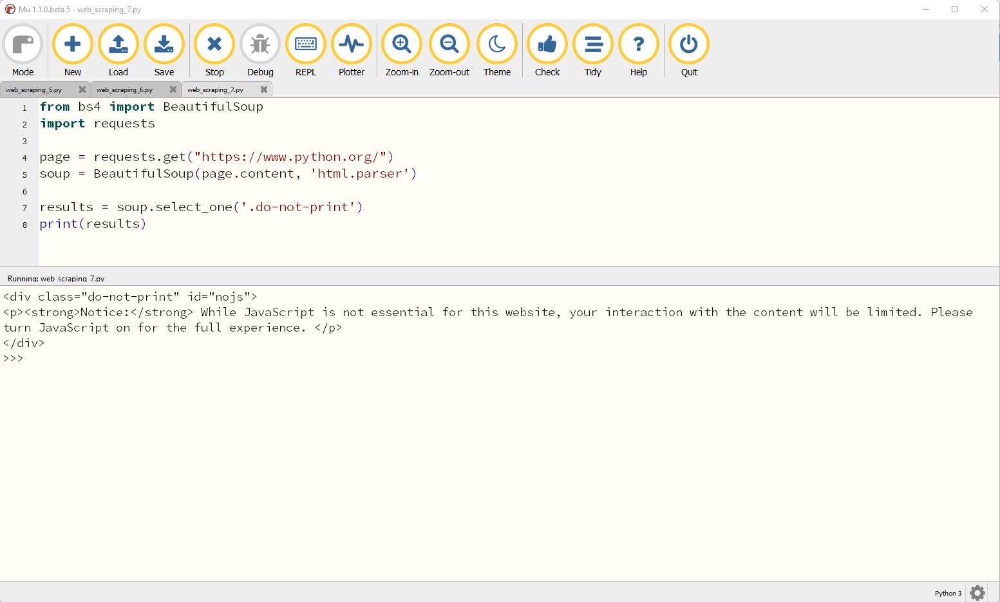 Mu 1.1.0.beta.5 - web_scraping_7.py
Mode New Load Save Stop Debug REPL Plotter Zoom-in Zoom-out Theme Check Tidy Help Quit
web_scraping_5.py web_scraping_6.py web_scraping_7.py
1 from bs4 import BeautifulSoup
2 import requests
3
4 page = requests.get("https://www.python.org/")
5 soup = BeautifulSoup(page.content, 'html.parser')
6
7 results = soup.select_one('.do-not-print')
8 print(results)
Running: web_scraping_7.py
<div class="do-not-print" id="nojs">
<p><strong>Notice:</strong> While JavaScript is not essential for this website, your interaction with the content will be limited. Please
turn JavaScript on for the full experience. </p>
</div>
>>>
Python 3